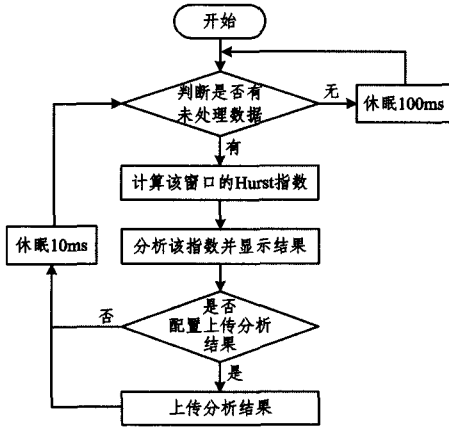 开始
判断是否有
未处理数据
无
休眠100ms
有
计算该窗口的Hurst指数
休眠10ms
分析该指数并显示结果
是否
配置上传分析
结果
否
是
上传分析结果